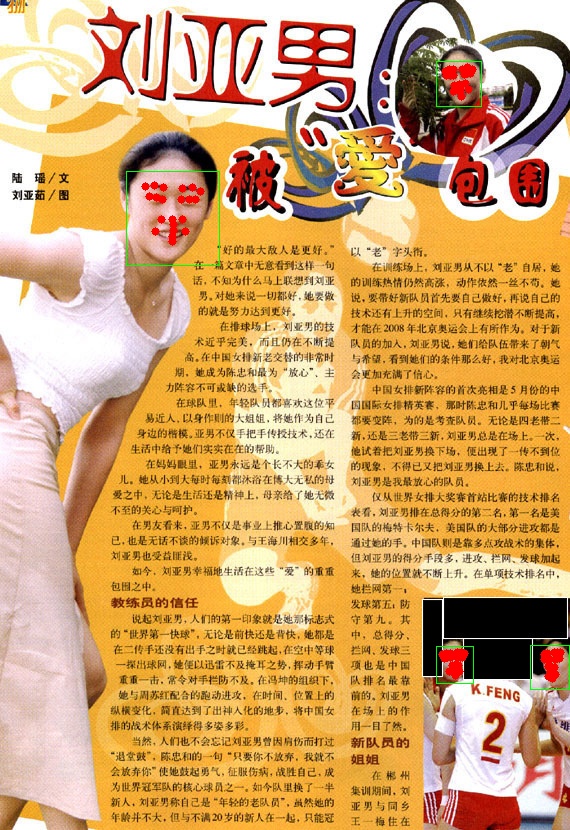 刘亚男：
被“爱”包围
陆 瑶／文
刘亚茹／图
“好的最大敌人是更好。”
在一篇文章中无意看到这样一句
话，不知为什么马上联想到刘亚
男。对她来说一切都好，她要做
的就是努力达到更好。
在排球场上，刘亚男的技
术近乎完美，而且仍在不断提
高。在中国女排新老交替的非常时
期，她成为陈忠和最为“放心”、主
力阵容不可或缺的选手。
在球队里，年轻队员都喜欢这位平
易近人、以身作则的大姐姐，将她作为自己
身边的楷模。亚男不仅手把手传授技术，还在
生活中给予她们实实在在的帮助。
在妈妈眼里，亚男永远是个长不大的乖女
儿。她从小到大每时每刻都沐浴在博大无私的母
爱之中，无论是生活还是精神上，母亲给了她无微
不至的关心与呵护。
在男友看来，亚男不仅是事业上推心置腹的知
己，也是无话不谈的倾诉对象。与王海川相交多年，
刘亚男也受益匪浅。
如今，刘亚男幸福地生活在这些“爱”的重重
包围之中。
教练员的信任
说起刘亚男，人们的第一印象就是她那标志式
的“世界第一快球”，无论是前快还是背快，她都是
在二传手还没有出手之时就已经跳起，在空中等球
一探出球网，她便以迅雷不及掩耳之势，挥动手臂
重重一击，常令对手拦防不及。在冯坤的组织下，
她与周苏红配合的跑动进攻，在时间、位置上的
纵横变化，简直达到了出神入化的地步，将中国女
排的战术体系演绎得多姿多彩。
当然，人们也不会忘记刘亚男曾因肩伤而打过
“退堂鼓”，陈忠和的一句“只要你不放弃，我就不
会放弃你”使她鼓起勇气，征服伤病，战胜自己，成
为世界冠军队的核心球员之一。如今队里换了一半
新人，刘亚男称自己是“年轻的老队员”，虽然她的
年龄并不大，但与不满20岁的新人在一起，只能冠
以“老”字头衔。
在训练场上，刘亚男从不以“老”自居，她
的训练热情仍然高涨，动作依然一丝不苟。她
说，要带好新队员首先要自己做好，再说自己的
技术还有上升的空间，只有继续挖潜不断提高，
才能在2008年北京奥运会上有所作为。对于新
队员的加入，刘亚男说，她们给队伍带来了朝气
与希望，看到她们的条件那么好，我对北京奥运
会更加充满了信心。
中国女排新阵容的首次亮相是5月份的中
国国际女排精英赛，那时陈忠和几乎每场比赛
都要变阵，为的是考查队员。无论是四老带二
新，还是三老带三新，刘亚男总是在场上。一次，
他试着把刘亚男换下场，便出现了一传不到位
的现象，不得已又把刘亚男换上去。陈忠和说，
刘亚男是我最放心的队员。
仅从世界女排大奖赛首站比赛的技术排名
表看，刘亚男排在总得分的第二名，第一名是美
国队的梅特卡尔夫，美国队的大部分进攻都是
通过她的手。中国队则是靠多点攻战术的集体，
但刘亚男的得分手段多，进攻、拦网、发球加起
来，她的位置就不断上升。在单项技术排名中，
她拦网第一；
发球第五；防
守第九。其
中，总得分、
拦网、发球三
项也是中国
队排名最靠
前的。刘亚男
在场上的作
用一目了然。
新队员的
姐姐
在郴州
集训期间，刘
亚男与同乡
王一梅住在
K.FENG
2